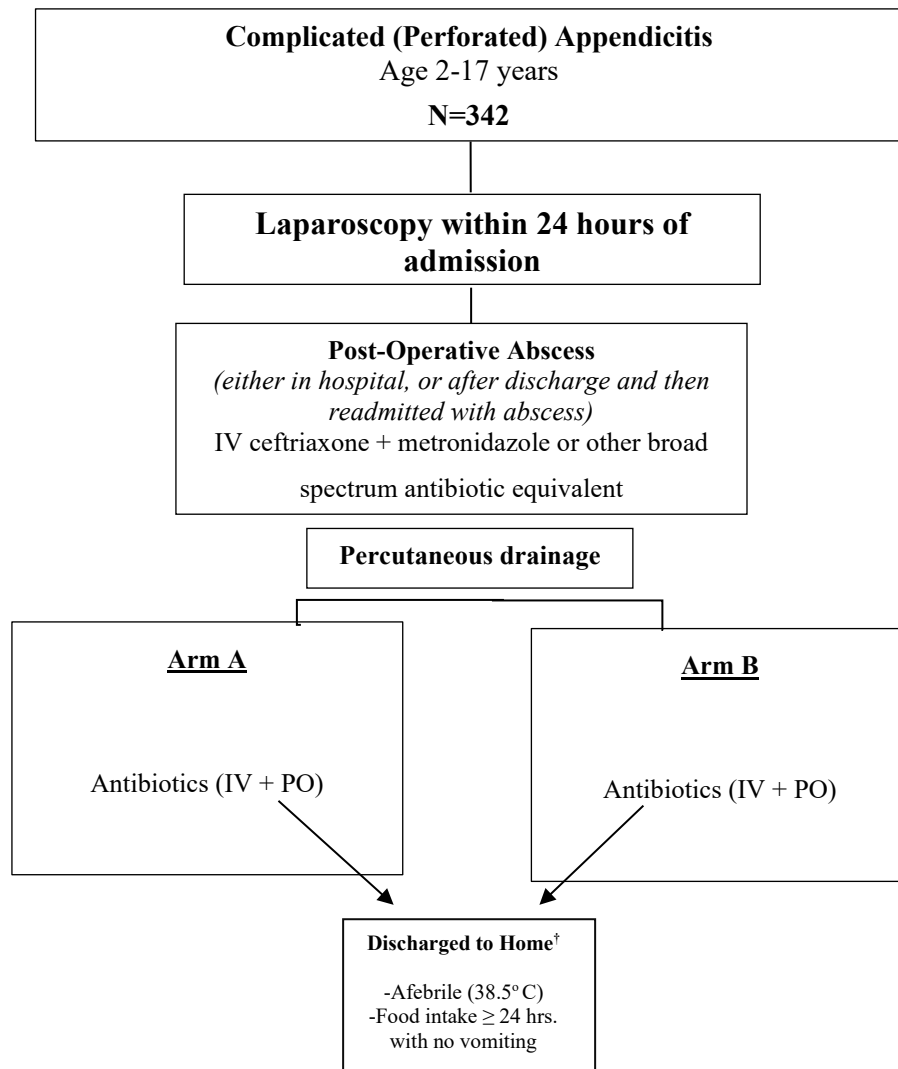 Complicated (Perforated) Appendicitis
Age 2-17 years
N=342
Laparoscopy within 24 hours of
admission
Post-Operative Abscess
(either in hospital, or after discharge and then
readmitted with abscess)
IV ceftriaxone + metronidazole or other broad
spectrum antibiotic equivalent
Percutaneous drainage
Arm A
Antibiotics (IV + PO)
Arm B
Antibiotics (IV + PO)
Discharged to Home†
-Afebrile (38.5° C)
-Food intake ≥ 24 hrs.
with no vomiting